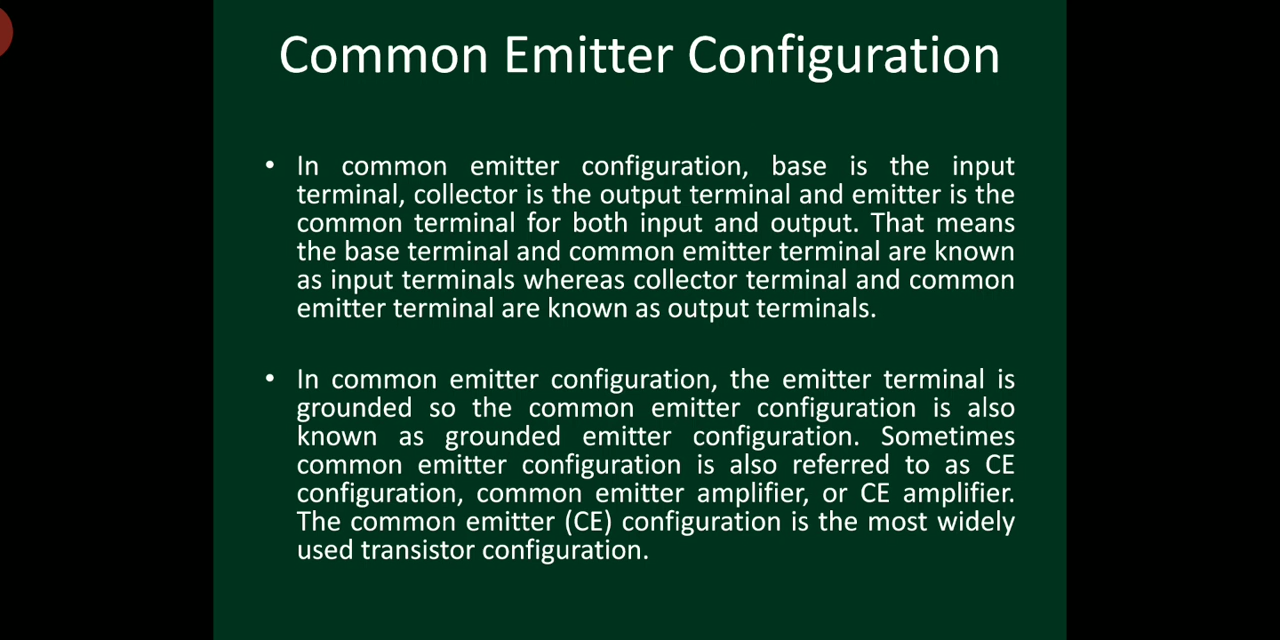 Common Emitter Configuration
• In common emitter configuration, base is the input
terminal, collector is the output terminal and emitter is the
common terminal for both input and output. That means
the base terminal and common emitter terminal are known
as input terminals whereas collector terminal and common
emitter terminal are known as output terminals.
• In common emitter configuration, the emitter terminal is
grounded so the common emitter configuration is also
known as grounded emitter configuration. Sometimes
common emitter configuration is also referred to as CE
configuration, common emitter amplifier, or CE amplifier.
The common emitter (CE) configuration is the most widely
used transistor configuration.